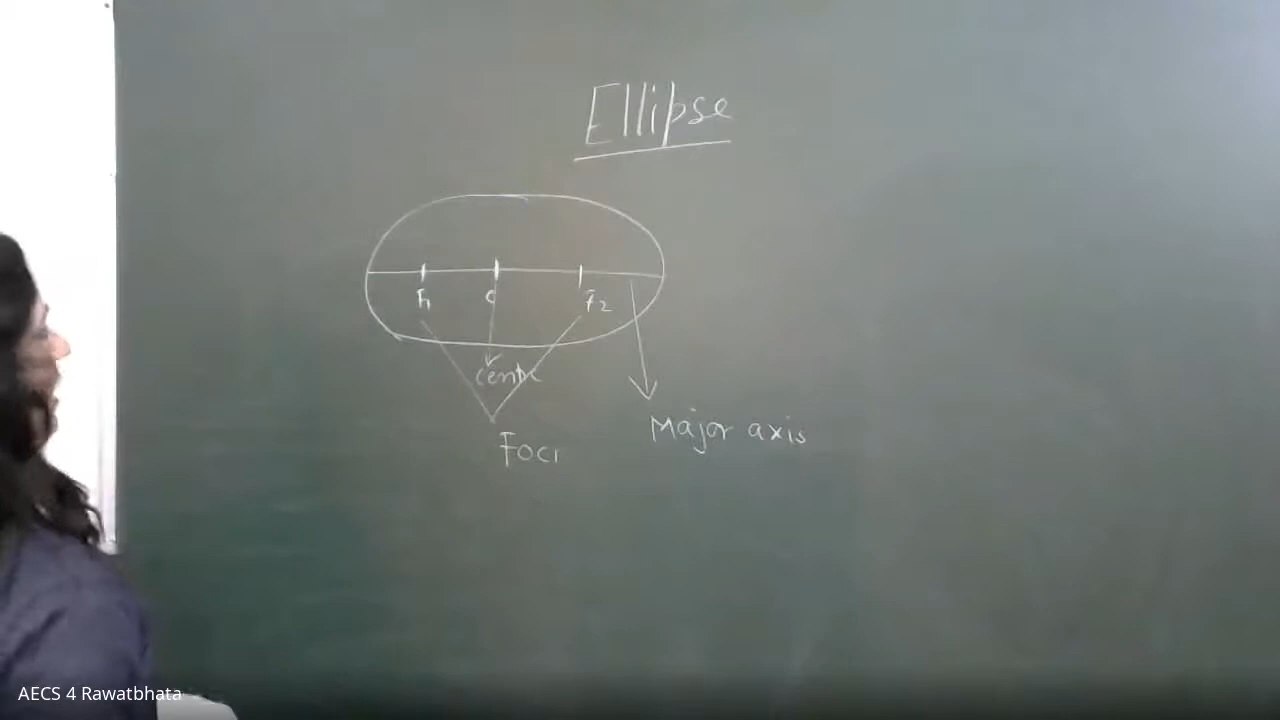 Ellipse
F1 C F2
Centre
Major axis
Foci
AECS 4 Rawatbhata